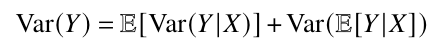 Var(Y) = 𝔼[Var(Y|X)] + Var(𝔼[Y|X])